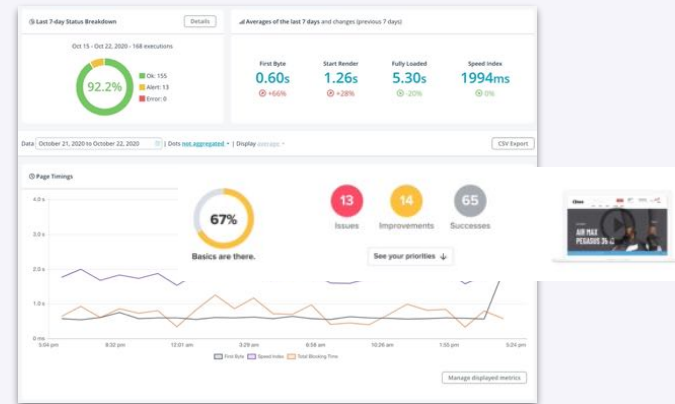 Last 7-day Status Breakdown
Details
Oct 15 - Oct 22, 2020 - 168 executions
92.2%
Ok: 155
Alert: 13
Error: 0
Averages of the last 7 days and changes (previous 7 days)
First Byte Start Render Fully Loaded Speed Index
0.60s 1.26s 5.30s 1994ms
+66% +28% -20% 0%
Data October 21, 2020 to October 22, 2020 | Dots not aggregated | Display average
CSV Export
Page Timings
4.0 s
3.0 s
2.0 s
1.0 s
0 ms
67%
Basics are there.
13 14 65
Issues Improvements Successes
See your priorities ↓
AIR MAX
PEGASUS 35
5:04 pm 8:32 pm 12:01 am 3:29 am 6:58 am 10:26 am 1:55 pm 5:24 pm
First Byte Speed Index Total Blocking Time
Manage displayed metrics